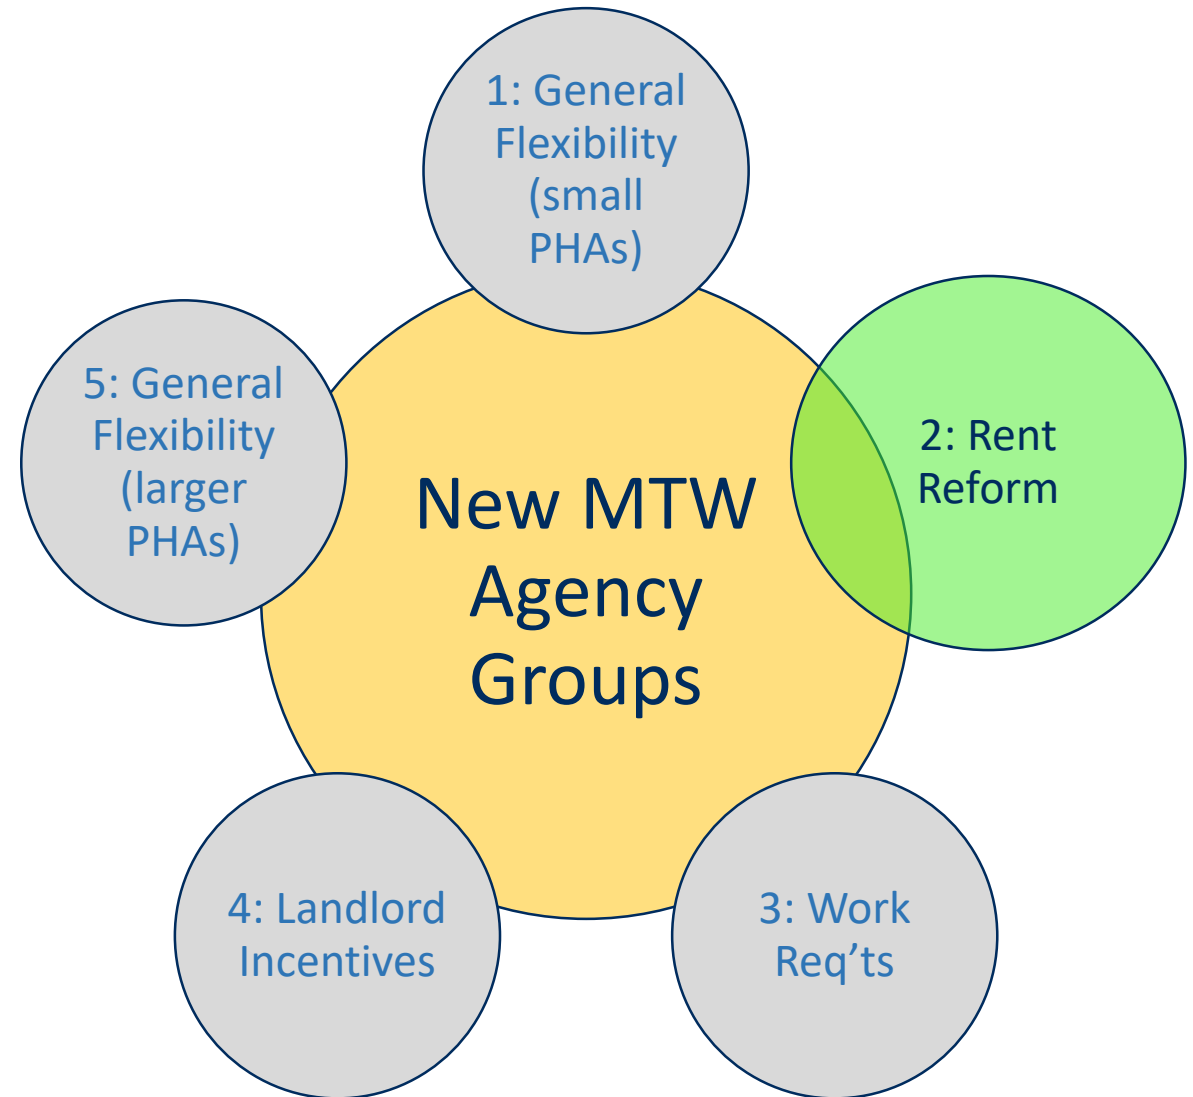 1: General
Flexibility
(small
PHAs)
2: Rent
Reform
3: Work
Req’ts
4: Landlord
Incentives
5: General
Flexibility
(larger
PHAs)
New MTW
Agency
Groups